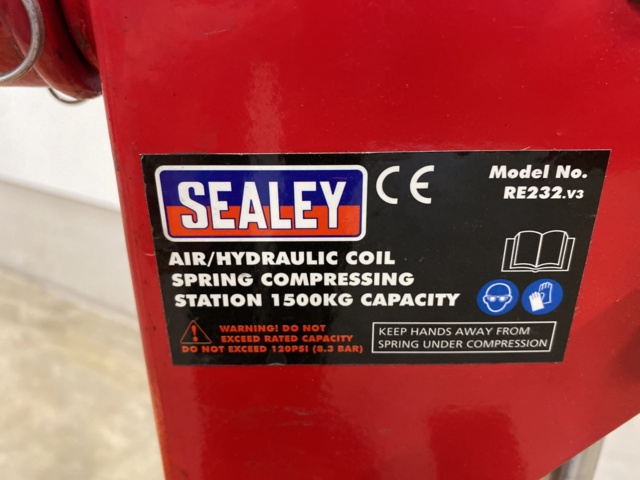 SEALEY
CE
Model No.
RE232.V3
AIR/HYDRAULIC COIL
SPRING COMPRESSING
STATION 1500KG CAPACITY
WARNING! DO NOT
EXCEED RATED CAPACITY
DO NOT EXCEED 120PSI (8.3 BAR)
KEEP HANDS AWAY FROM
SPRING UNDER COMPRESSION